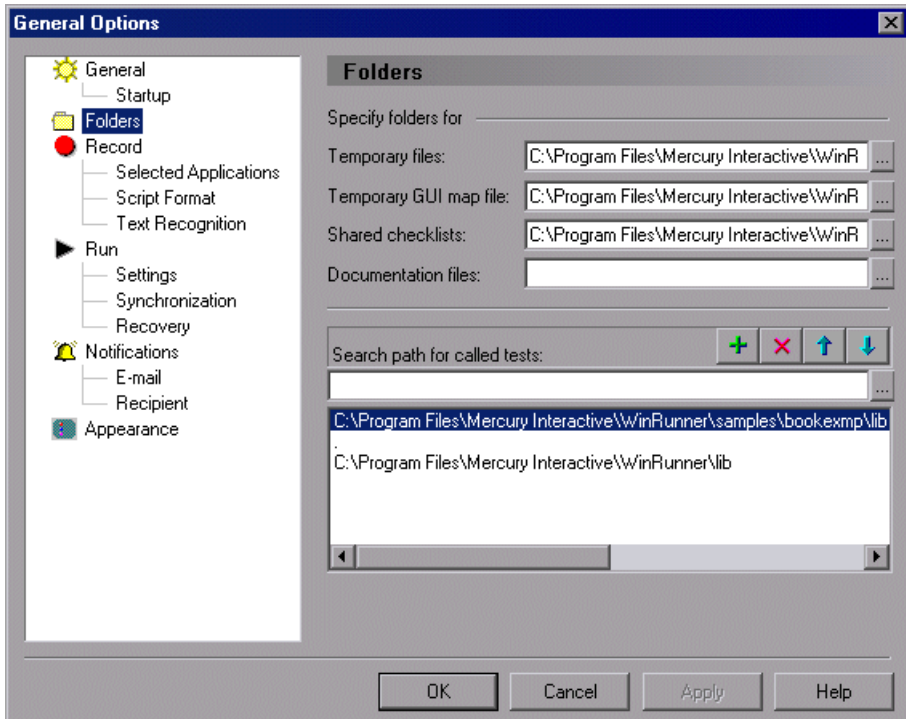 General Options
General
Startup
Folders
Record
Selected Applications
Script Format
Text Recognition
Run
Settings
Synchronization
Recovery
Notifications
E-mail
Recipient
Appearance
Folders
Specify folders for
Temporary files: C:\Program Files\Mercury Interactive\WinR ...
Temporary GUI map file: C:\Program Files\Mercury Interactive\WinR ...
Shared checklists: C:\Program Files\Mercury Interactive\WinR ...
Documentation files: ...
Search path for called tests:
...
C:\Program Files\Mercury Interactive\WinRunner\samples\bookexmp\lib
.
C:\Program Files\Mercury Interactive\WinRunner\lib
OK Cancel Apply Help